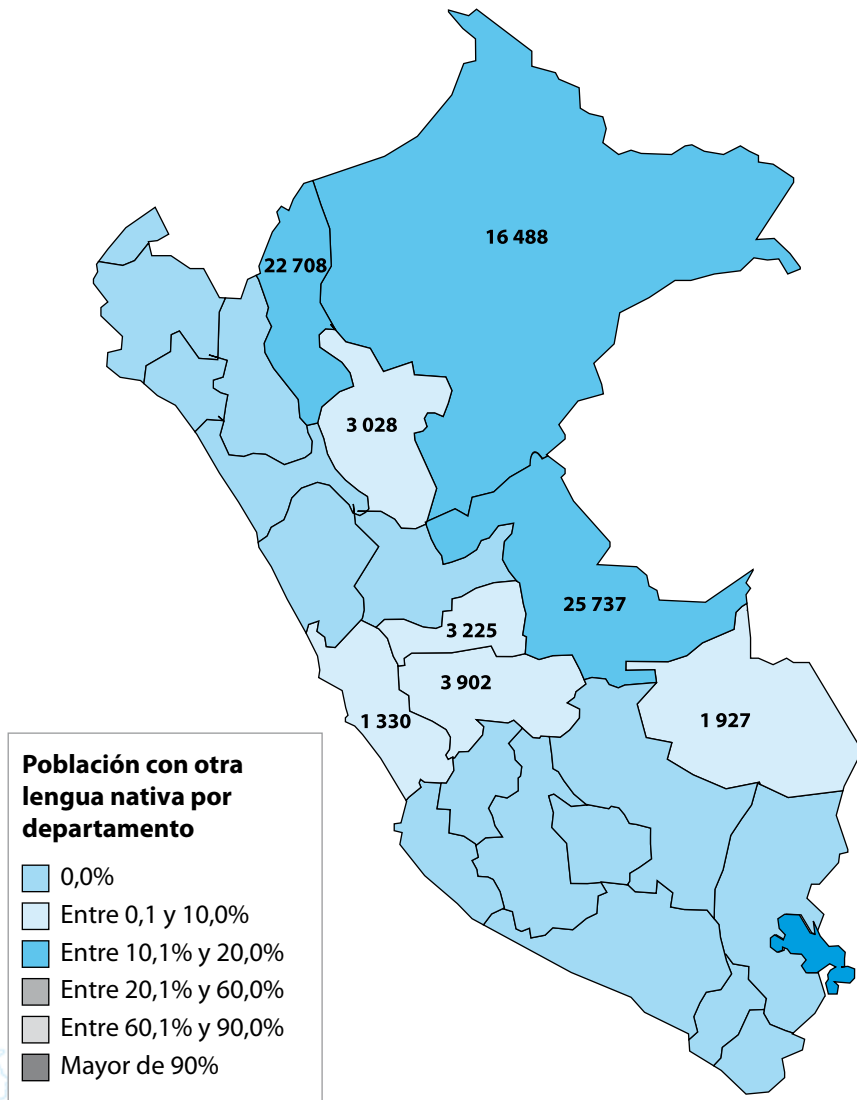 16 488
22 708
3 028
25 737
3 225
3 902
1 330
1 927
Población con otra
lengua nativa por
departamento
0,0%
Entre 0,1 y 10,0%
Entre 10,1% y 20,0%
Entre 20,1% y 60,0%
Entre 60,1% y 90,0%
Mayor de 90%